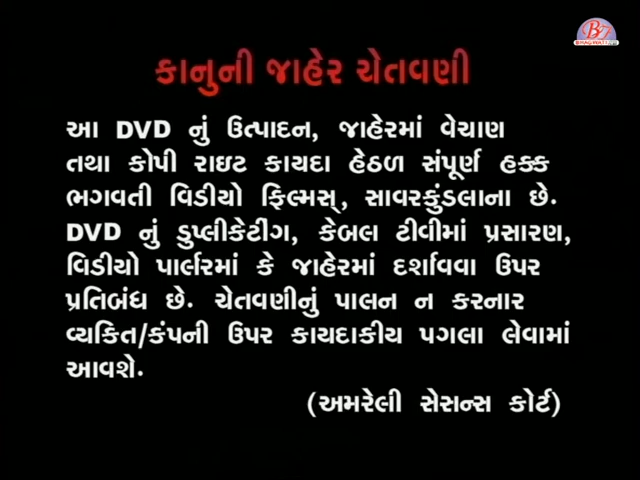 કાનુની જાહેર ચેતવણી
આ DVD નું ઉત્પાદન, જાહેરમાં વેચાણ
તથા કોપી રાઇટ કાયદા હેઠળ સંપૂર્ણ હક્ક
ભગવતી વિડીયો ફિલ્મસ્, સાવરકુંડલાના છે.
DVD નું ડુપ્લીકેટીંગ, કેબલ ટીવીમાં પ્રસારણ,
વિડીયો પાર્લરમાં કે જાહેરમાં દર્શાવવા ઉપર
પ્રતિબંધ છે. ચેતવણીનું પાલન ન કરનાર
વ્યકિત/કંપની ઉપર કાયદાકીય પગલા લેવામાં
આવશે.
(અમરેલી સેસન્સ કોર્ટ)